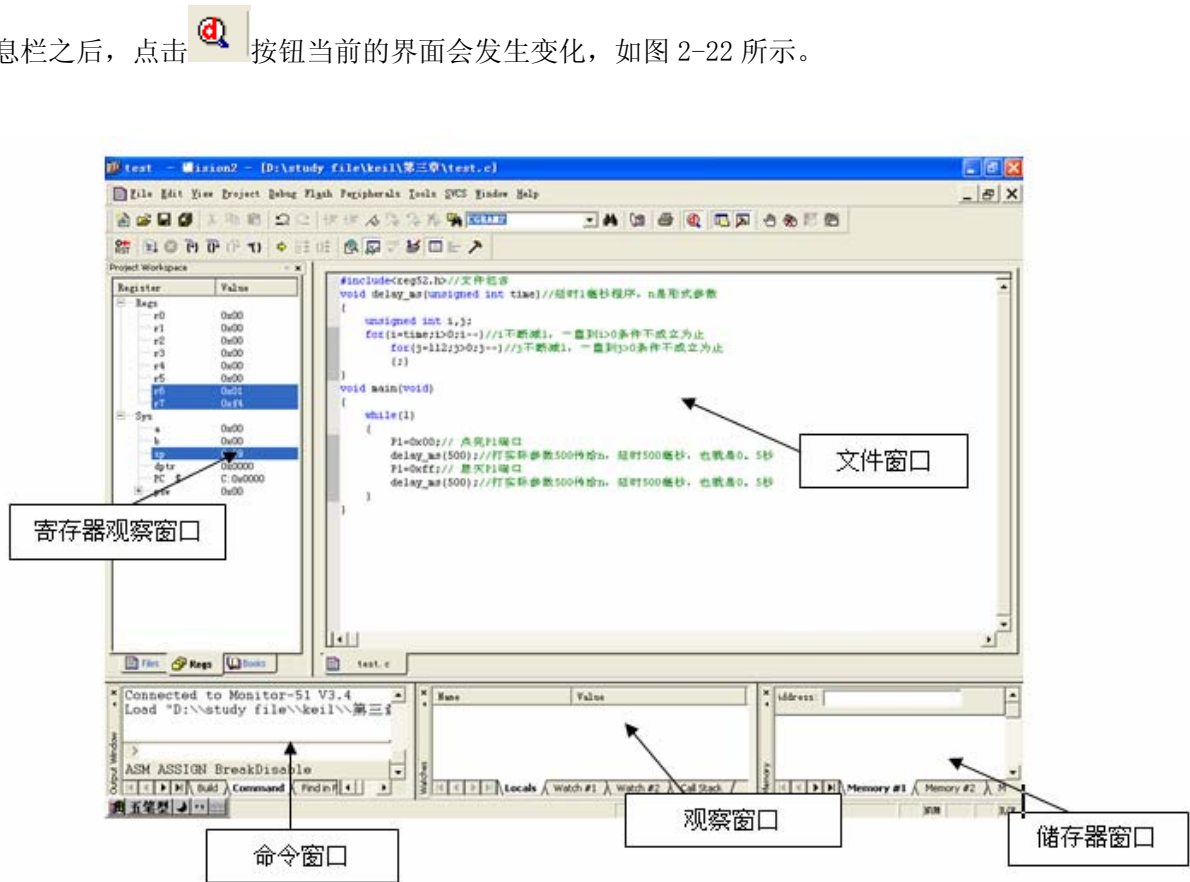 息栏之后，点击 按钮当前的界面会发生变化，如图 2-22 所示。
test - ision2 - [D:\study file\keil\第三章\test.c]
File Edit View Project Debug Flash Peripherals Tools SVCS Window Help
Project Workspace
Register Value
Regs
r0 0x00
r1 0x00
r2 0x00
r3 0x00
r4 0x00
r5 0x00
r6 0x01
r7 0xf4
Sys
a 0x00
b 0x00
sp
dptr 0x0000
PC $ C:0x0000
psw 0x00
#include<reg52.h>//文件包含
void delay_ms(unsigned int time)//延时1毫秒程序，n是形式参数
{
unsigned int i,j;
for(i=time;i>0;i--)//i不断减1，一直到i>0条件不成立为止
for(j=112;j>0;j--)//j不断减1，一直到j>0条件不成立为止
{;}
}
void main(void)
{
while(1)
{
P1=0x00;// 点亮P1端口
delay_ms(500);//打实际参数500传给n，延时500毫秒，也就是0。5秒
P1=0xff;// 熄灭P1端口
delay_ms(500);//打实际参数500传给n，延时500毫秒，也就是0。5秒
}
}
文件窗口
寄存器观察窗口
Files Regs Books
test.c
Connected to Monitor-51 V3.4
Load "D:\\study file\\keil\\第三
>
ASM ASSIGN BreakDisable
Output Window
Build Command Find in F
Name Value
Watches
Locals Watch #1 Watch #2 Call Stack
Address:
Memory
Memory #1 Memory #2 M
五笔型
命令窗口
观察窗口
储存器窗口